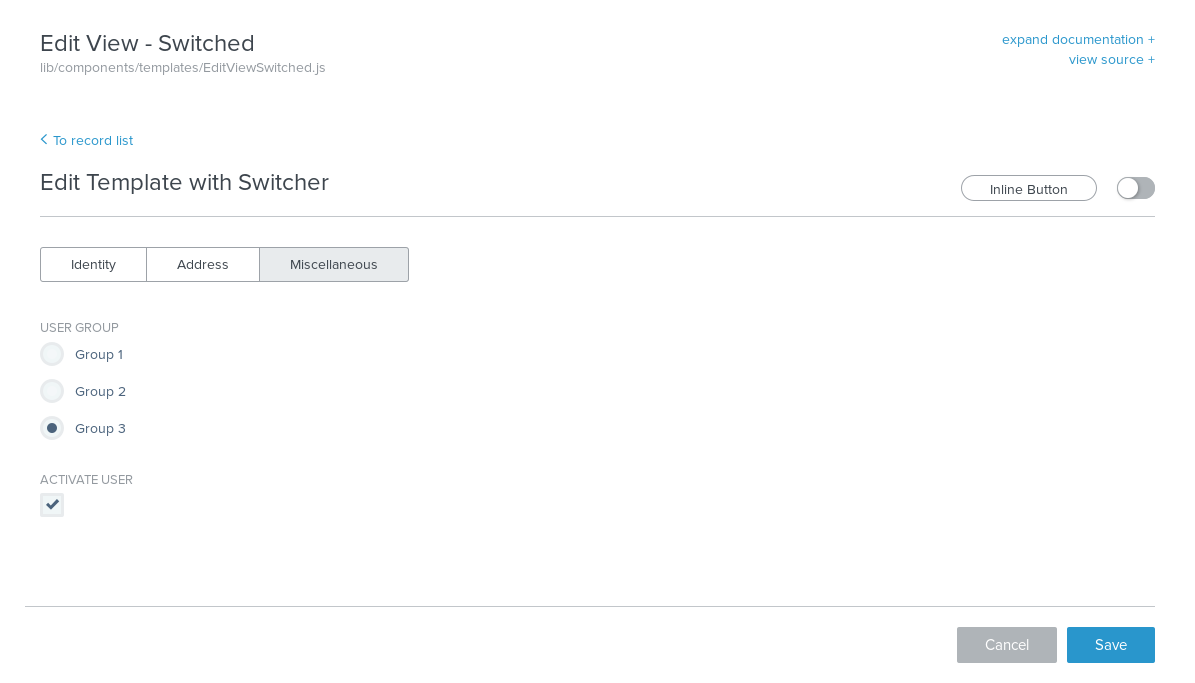 Edit View - Switched
lib/components/templates/EditViewSwitched.js
expand documentation +
view source +
To record list
Edit Template with Switcher
Inline Button
Identity Address Miscellaneous
USER GROUP
Group 1
Group 2
Group 3
ACTIVATE USER
Cancel Save